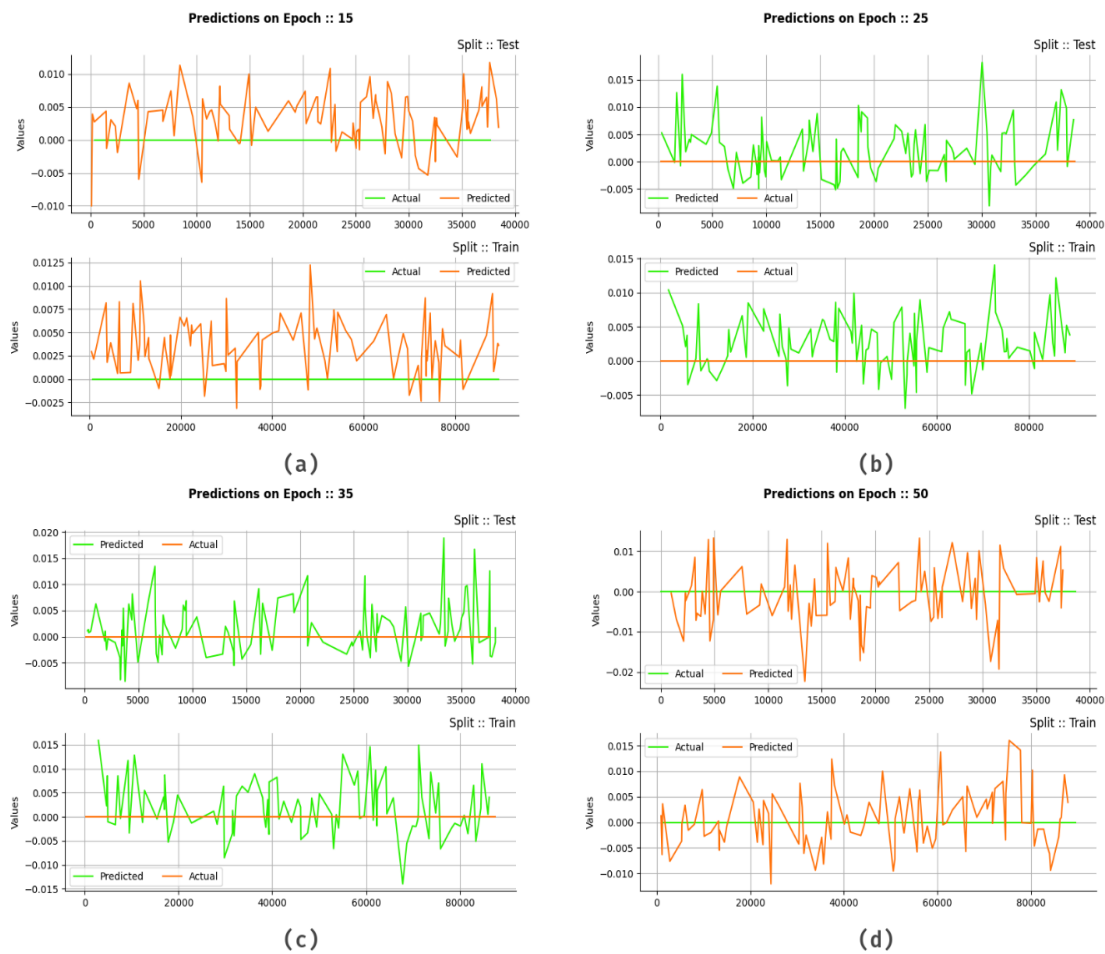 Predictions on Epoch :: 15
Split :: Test
Values
0.010
0.005
0.000
−0.005
−0.010
Actual Predicted
0 5000 10000 15000 20000 25000 30000 35000 40000
Split :: Train
Values
0.0125
0.0100
0.0075
0.0050
0.0025
0.0000
−0.0025
Actual Predicted
0 20000 40000 60000 80000
(a)
Predictions on Epoch :: 25
Split :: Test
Values
0.015
0.010
0.005
0.000
−0.005
Predicted Actual
0 5000 10000 15000 20000 25000 30000 35000 40000
Split :: Train
Values
0.015
0.010
0.005
0.000
−0.005
Predicted Actual
0 20000 40000 60000 80000
(b)
Predictions on Epoch :: 35
Split :: Test
Values
0.020
0.015
0.010
0.005
0.000
−0.005
Predicted Actual
0 5000 10000 15000 20000 25000 30000 35000 40000
Split :: Train
Values
0.015
0.010
0.005
0.000
−0.005
−0.010
−0.015
Predicted Actual
0 20000 40000 60000 80000
(c)
Predictions on Epoch :: 50
Split :: Test
Values
0.01
0.00
−0.01
−0.02
Actual Predicted
0 5000 10000 15000 20000 25000 30000 35000 40000
Split :: Train
Values
0.015
0.010
0.005
0.000
−0.005
−0.010
Actual Predicted
0 20000 40000 60000 80000
(d)